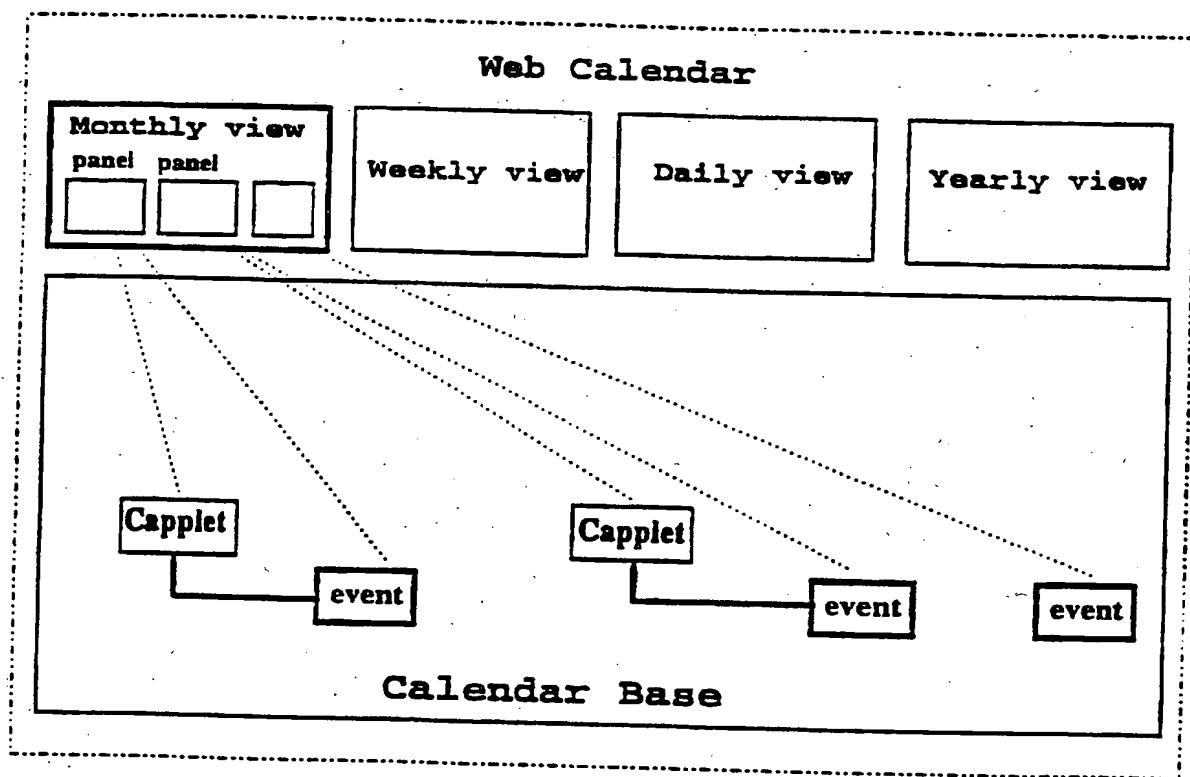 Web Calendar
Monthly view
panel panel
Weekly view
Daily view
Yearly view
Capplet
Capplet
event
event
event
Calendar Base